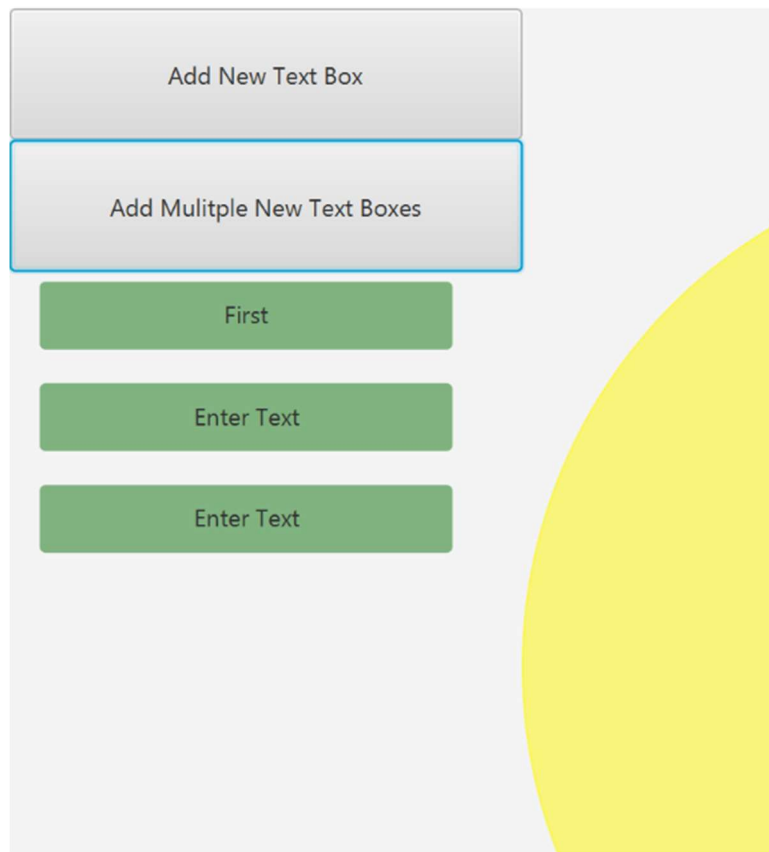 Add New Text Box
Add Mulitple New Text Boxes
First
Enter Text
Enter Text